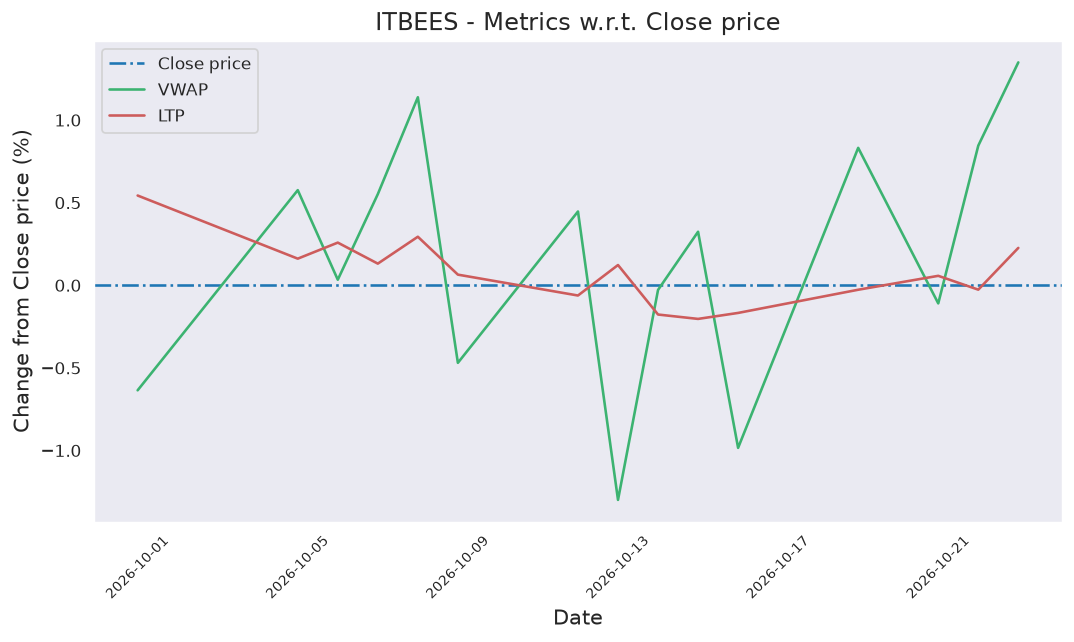 ITBEES - Metrics w.r.t. Close price
Close price
VWAP
LTP
Change from Close price (%)
1.0
0.5
0.0
−0.5
−1.0
2026-10-01
2026-10-05
2026-10-09
2026-10-13
2026-10-17
2026-10-21
Date